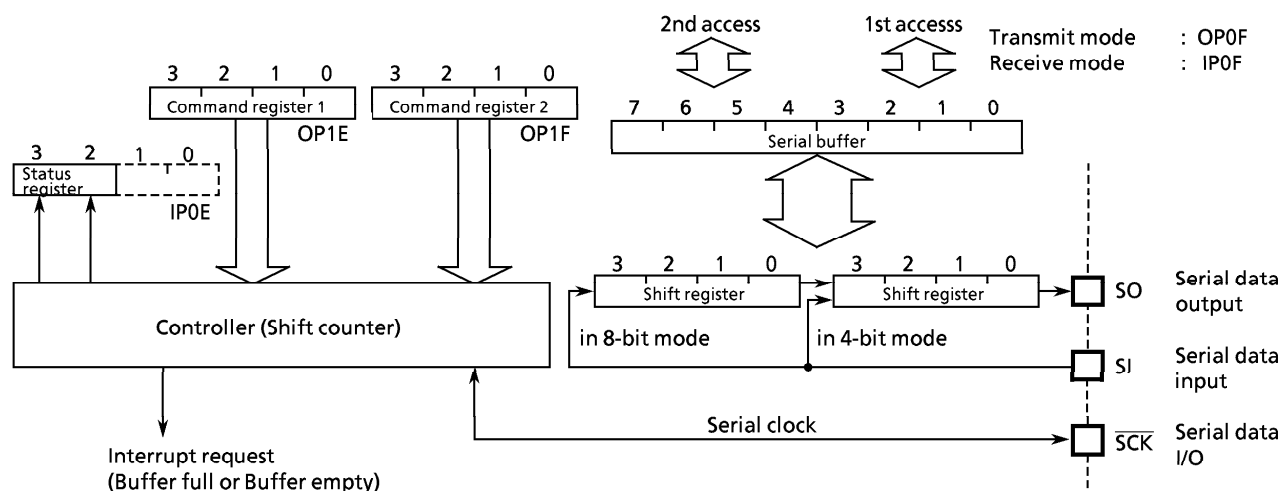 2nd access
1st accesss
Transmit mode : OP0F
Receive mode : IP0F
3 2 1 0
Command register 1
OP1E
3 2 1 0
Command register 2
OP1F
7 6 5 4 3 2 1 0
Serial buffer
3 2 1 0
Status
register
IP0E
Controller (Shift counter)
3 2 1 0
Shift register
3 2 1 0
Shift register
in 8-bit mode
in 4-bit mode
SO
Serial data
output
SI
Serial data
input
Serial clock
SCK
Serial data
I/O
Interrupt request
(Buffer full or Buffer empty)